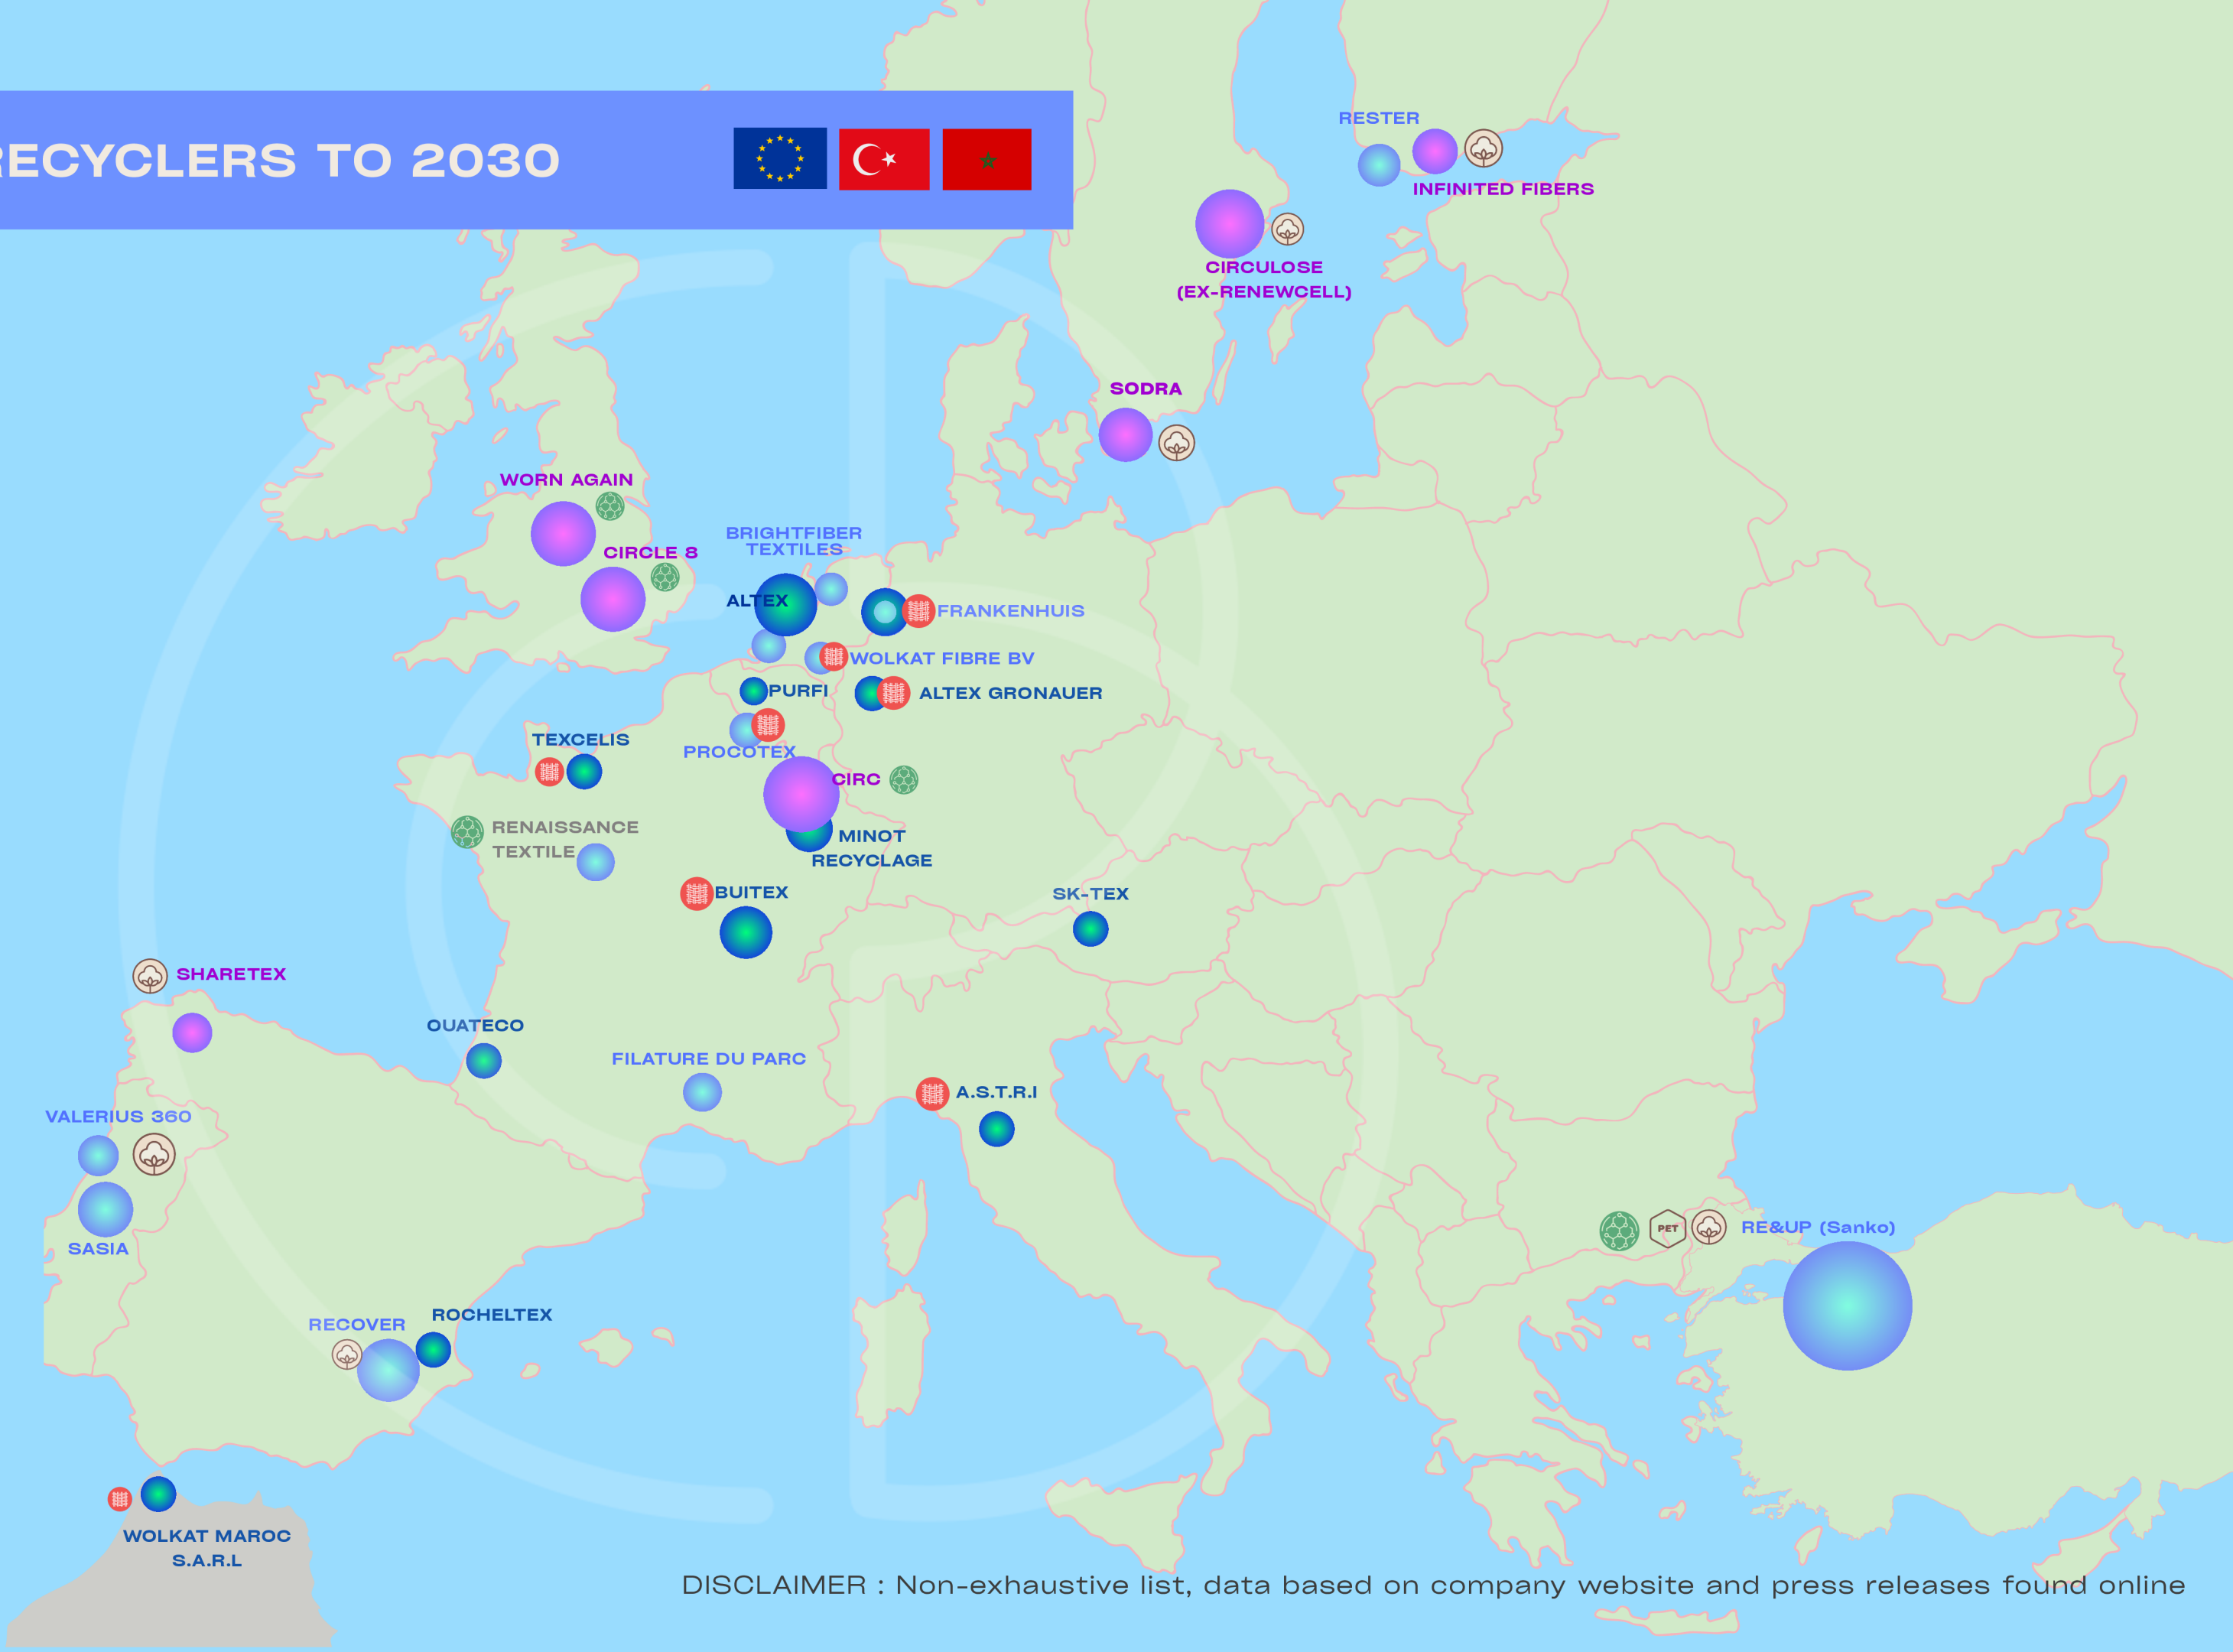 RECYCLERS TO 2030
RESTER
INFINITED FIBERS
CIRCULOSE
(EX-RENEWCELL)
SODRA
WORN AGAIN
CIRCLE 8
BRIGHTFIBER
TEXTILES
ALTEX
FRANKENHUIS
WOLKAT FIBRE BV
PURFI
ALTEX GRONAUER
TEXCELIS
PROCOTEX
CIRC
RENAISSANCE
TEXTILE
MINOT
RECYCLAGE
BUITEX
SK-TEX
SHARETEX
OUATECO
FILATURE DU PARC
A.S.T.R.I
VALERIUS 360
SASIA
PET
RE&UP (Sanko)
RECOVER
ROCHELTEX
WOLKAT MAROC
S.A.R.L
DISCLAIMER : Non-exhaustive list, data based on company website and press releases found online